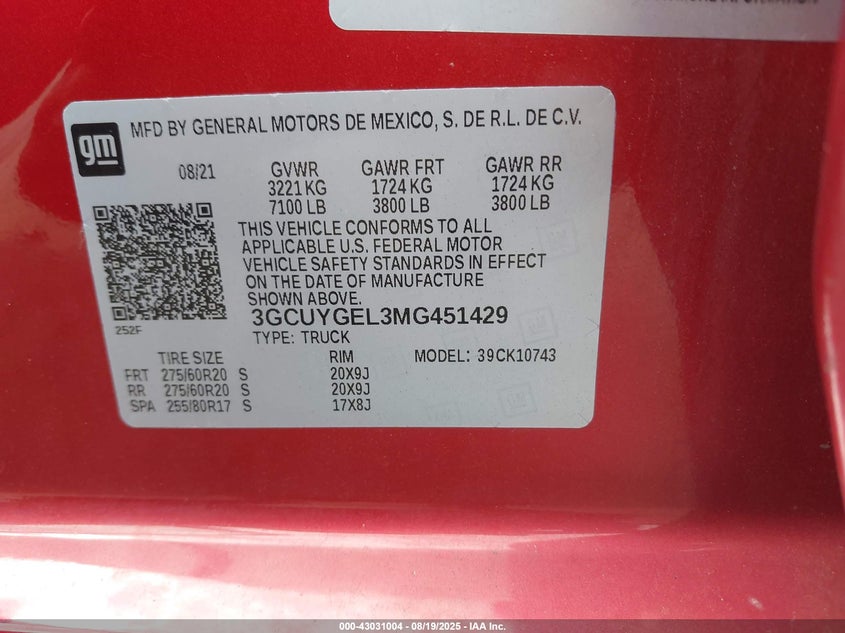 INFORMATION
gm
MFD BY GENERAL MOTORS DE MEXICO, S. DE R.L. DE C.V.
08/21 GVWR GAWR FRT GAWR RR
3221 KG 1724 KG 1724 KG
7100 LB 3800 LB 3800 LB
THIS VEHICLE CONFORMS TO ALL
APPLICABLE U.S. FEDERAL MOTOR
VEHICLE SAFETY STANDARDS IN EFFECT
ON THE DATE OF MANUFACTURE
SHOWN ABOVE.
252F
3GCUYGEL3MG451429
TYPE: TRUCK
TIRE SIZE RIM MODEL: 39CK10743
FRT 275/60R20 S 20X9J
RR 275/60R20 S 20X9J
SPA 255/80R17 S 17X8J
000-43031004 - 08/19/2025 - IAA Inc.